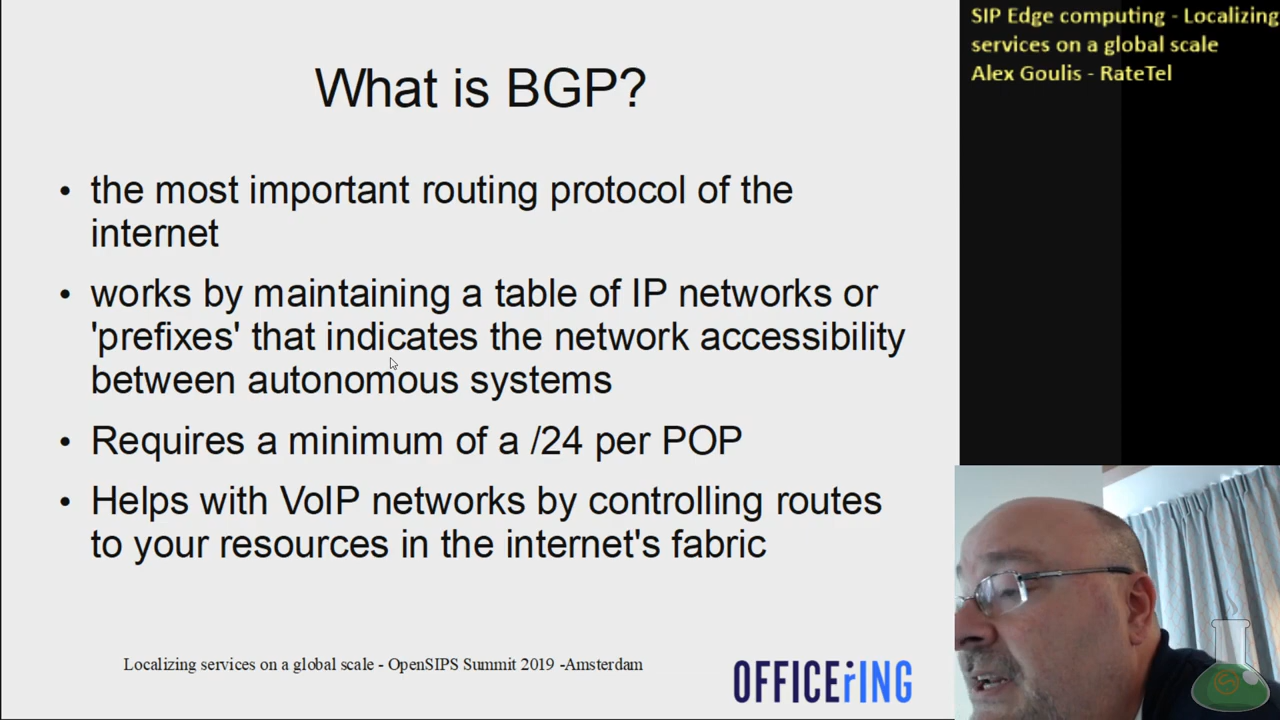 What is BGP?
• the most important routing protocol of the
internet
• works by maintaining a table of IP networks or
'prefixes' that indicates the network accessibility
between autonomous systems
• Requires a minimum of a /24 per POP
• Helps with VoIP networks by controlling routes
to your resources in the internet's fabric
Localizing services on a global scale - OpenSIPS Summit 2019 -Amsterdam
OFFICERING
SIP Edge computing - Localizing
services on a global scale
Alex Goulis - RateTel